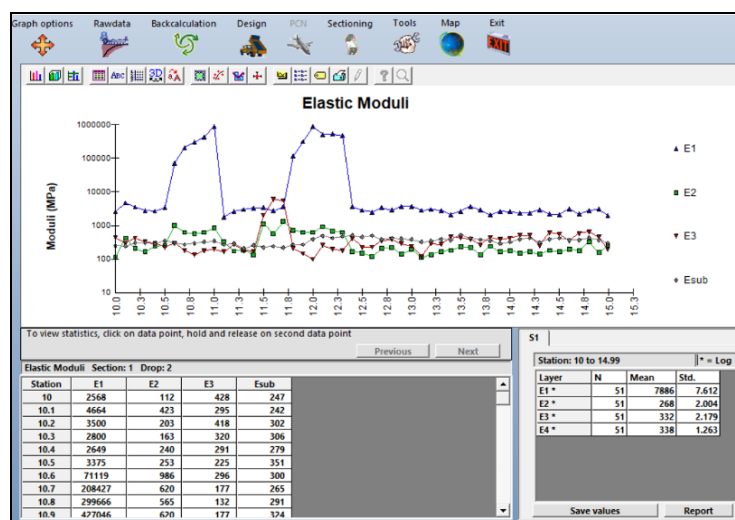 Graph options Rawdata Backcalculation Design PCN Sectioning Tools Map Exit
EXIT
ABC 3D
Elastic Moduli
Moduli (MPa)
1000000
100000
10000
1000
100
10
10.0 10.3 10.5 10.8 11.0 11.3 11.5 11.8 12.0 12.3 12.5 12.8 13.0 13.3 13.5 13.8 14.0 14.3 14.5 14.8 15.0 15.3
E1
E2
E3
Esub
To view statistics, click on data point, hold and release on second data point
Previous Next
Elastic Moduli Section: 1 Drop: 2
Station E1 E2 E3 Esub
10 2568 112 428 247
10.1 4664 423 295 242
10.2 3500 203 418 302
10.3 2800 163 320 306
10.4 2649 240 291 279
10.5 3375 253 225 351
10.6 71119 986 296 300
10.7 208427 620 177 265
10.8 299666 565 132 291
10.9 427046 620 177 324
S1
Station: 10 to 14.99 * = Log
Layer N Mean Std.
E1 * 51 7886 7.612
E2 * 51 268 2.004
E3 * 51 332 2.179
E4 * 51 338 1.263
Save values Report